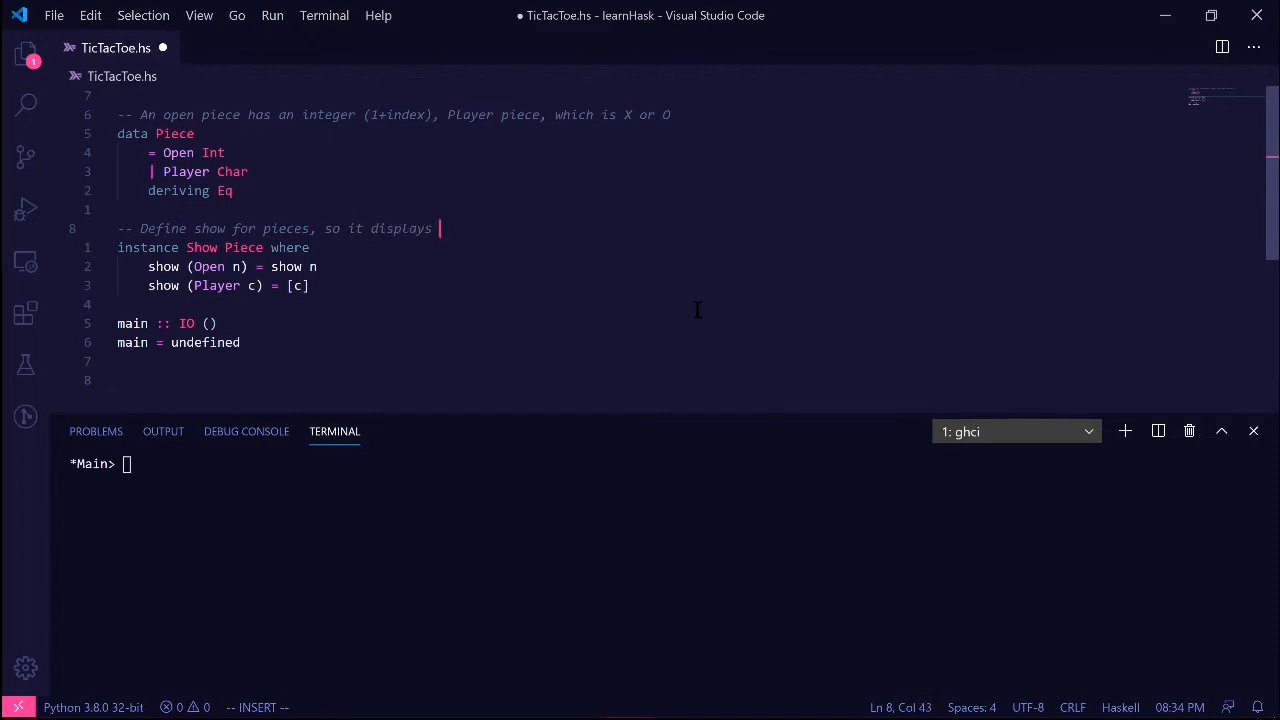 File Edit Selection View Go Run Terminal Help ● TicTacToe.hs - learnHask - Visual Studio Code
TicTacToe.hs
1
TicTacToe.hs
7
6 -- An open piece has an integer (1+index), PLayer piece, which is X or O
5 data Piece
4 = Open Int
3 | Player Char
2 deriving Eq
1
8 -- Define show for pieces, so it displays
1 instance Show Piece where
2 show (Open n) = show n
3 show (Player c) = [c]
4
5 main :: IO ()
6 main = undefined
7
8
PROBLEMS OUTPUT DEBUG CONSOLE TERMINAL 1: ghci
*Main>
Python 3.8.0 32-bit 0 0 -- INSERT -- Ln 8, Col 43 Spaces: 4 UTF-8 CRLF Haskell 08:34 PM